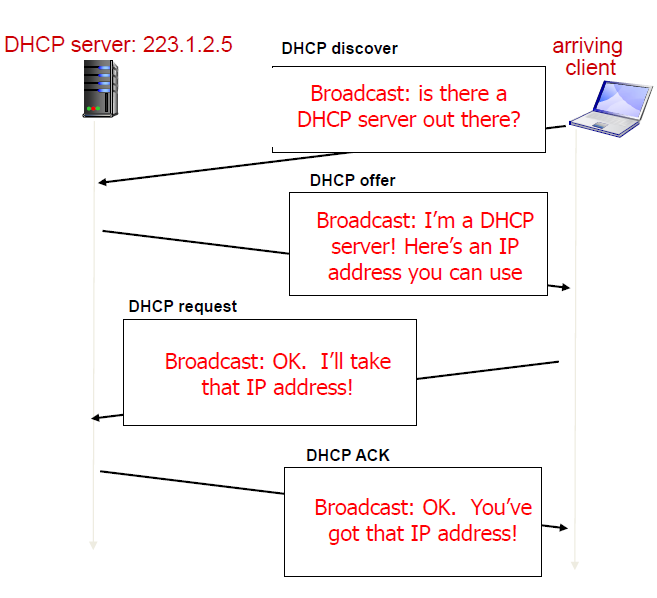 DHCP server: 223.1.2.5
DHCP discover
arriving
client
Broadcast: is there a
DHCP server out there?
DHCP offer
Broadcast: I’m a DHCP
server! Here’s an IP
address you can use
DHCP request
Broadcast: OK.  I’ll take
that IP address!
DHCP ACK
Broadcast: OK.  You’ve
got that IP address!